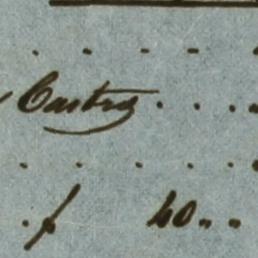 Castro . . . .
. f 40 . .